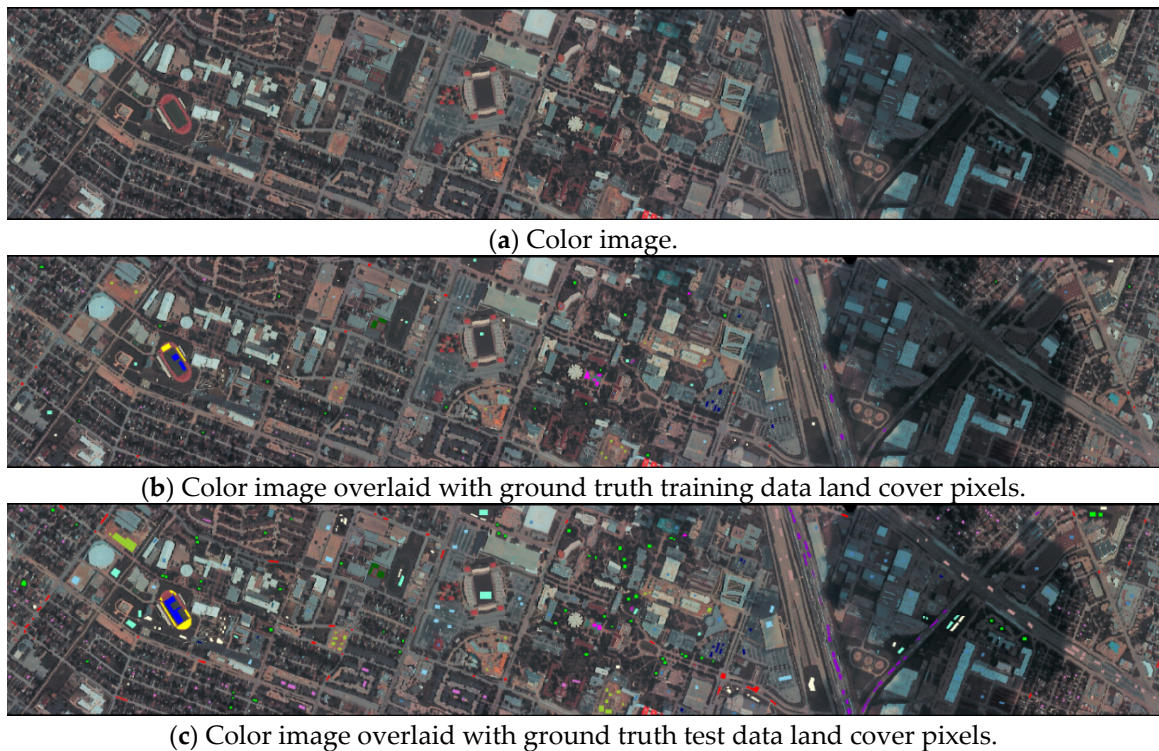 (a) Color image.
(b) Color image overlaid with ground truth training data land cover pixels.
(c) Color image overlaid with ground truth test data land cover pixels.